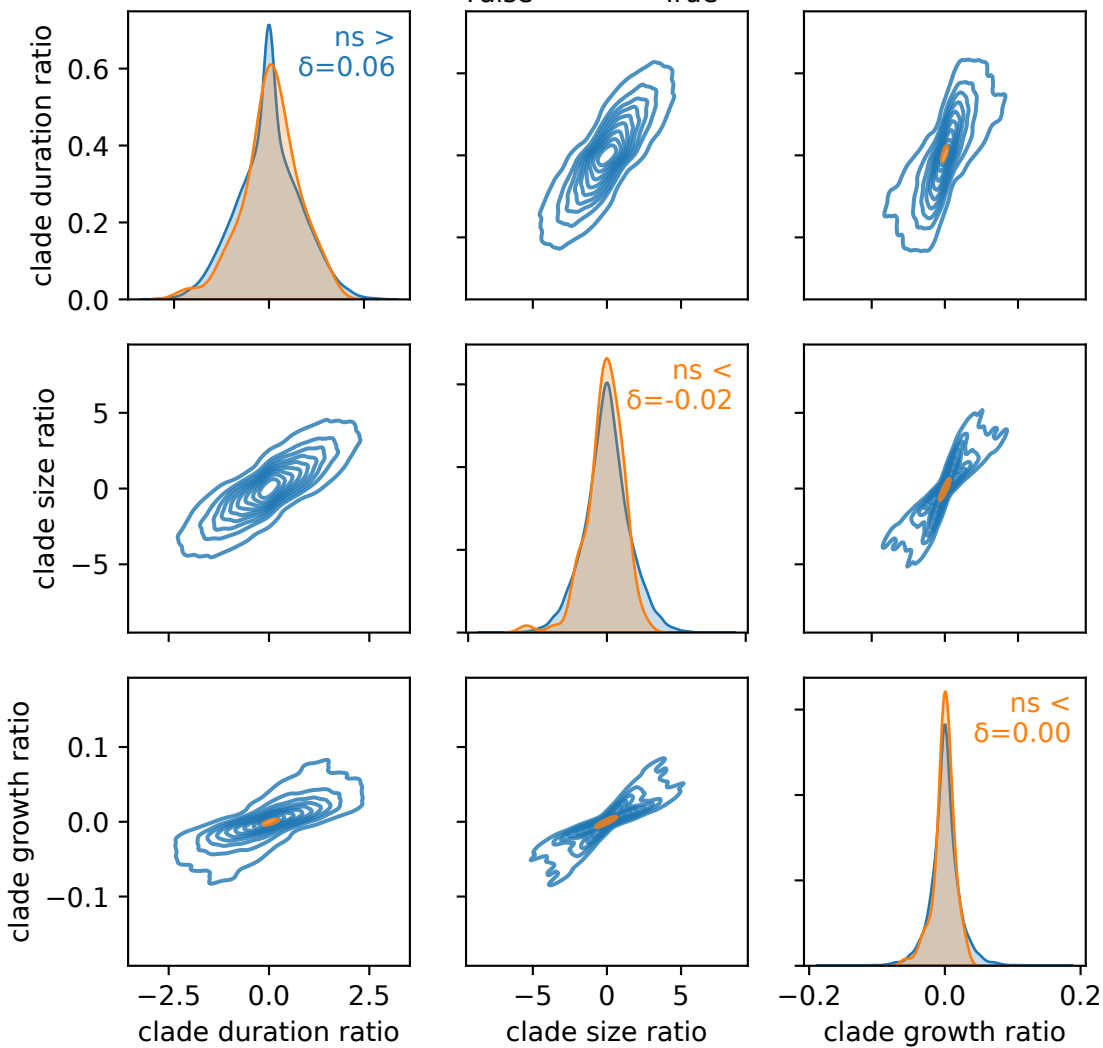 ns >
δ=0.06
clade duration ratio
0.6
0.4
0.2
0.0
ns <
δ=-0.02
clade size ratio
5
0
−5
ns <
δ=0.00
clade growth ratio
0.1
0.0
−0.1
−2.5 0.0 2.5 −5 0 5 −0.2 0.0 0.2
clade duration ratio clade size ratio clade growth ratio